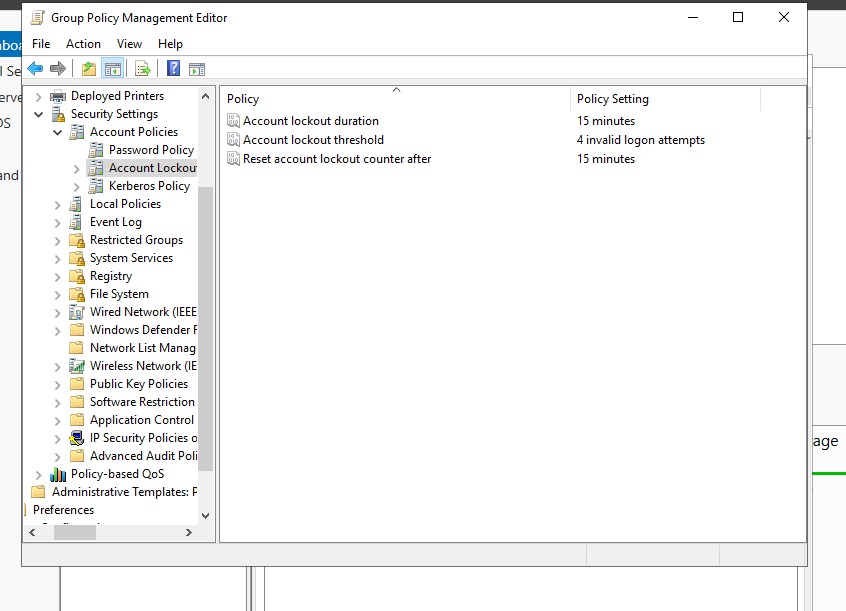 Group Policy Management Editor
File Action View Help
Deployed Printers
Security Settings
Account Policies
Password Policy
Account Lockou
Kerberos Policy
Local Policies
Event Log
Restricted Groups
System Services
Registry
File System
Wired Network (IEEE
Windows Defender F
Network List Manag
Wireless Network (IE
Public Key Policies
Software Restriction
Application Control
IP Security Policies o
Advanced Audit Poli
Policy-based QoS
Administrative Templates: P
Preferences
Policy Policy Setting
Account lockout duration 15 minutes
Account lockout threshold 4 invalid logon attempts
Reset account lockout counter after 15 minutes
boa
l Se
erve
OS
and
age